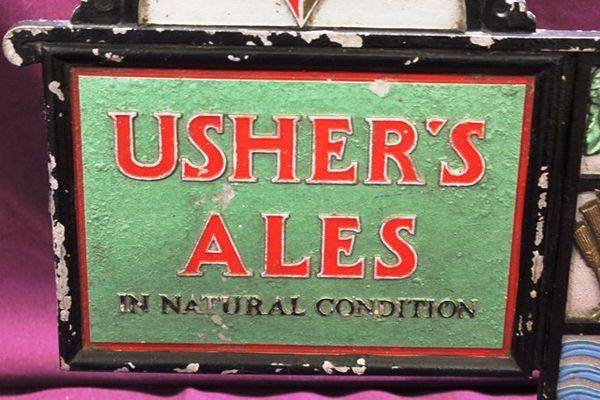 USHER'S
ALES
IN NATURAL CONDITION